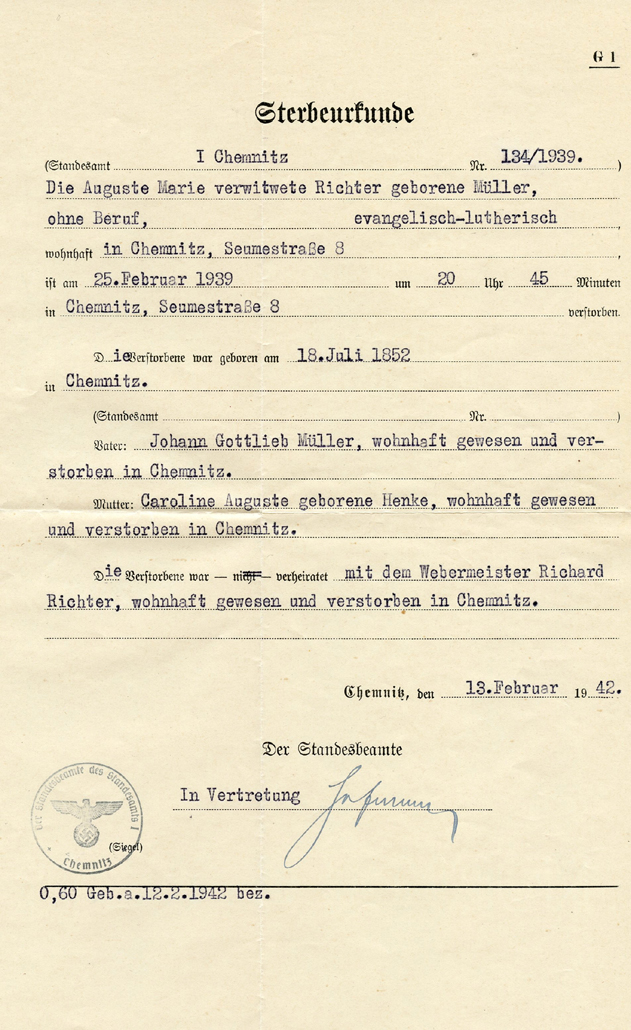 G 1
Sterbeurkunde
(Standesamt I Chemnitz Nr. 134/1939. )
Die Auguste Marie verwitwete Richter geborene Müller,
ohne Beruf, evangelisch-lutherisch ,
wohnhaft in Chemnitz, Seumestraße 8 ,
ist am 25.Februar 1939 um 20 Uhr 45 Minuten
in Chemnitz, Seumestraße 8 verstorben.
Die Verstorbene war geboren am 18.Juli 1852
in Chemnitz.
(Standesamt Nr. )
Vater: Johann Gottlieb Müller, wohnhaft gewesen und ver-
storben in Chemnitz.
Mutter: Caroline Auguste geborene Henke, wohnhaft gewesen
und verstorben in Chemnitz.
Die Verstorbene war — nicht — verheiratet mit dem Webermeister Richard
Richter, wohnhaft gewesen und verstorben in Chemnitz.
Chemnitz, den 13.Februar 1942.
Der Standesbeamte
In Vertretung
Der Standesbeamte des Standesamts I
Chemnitz
(Siegel)
0,60 Geb.a.12.2.1942 bez.